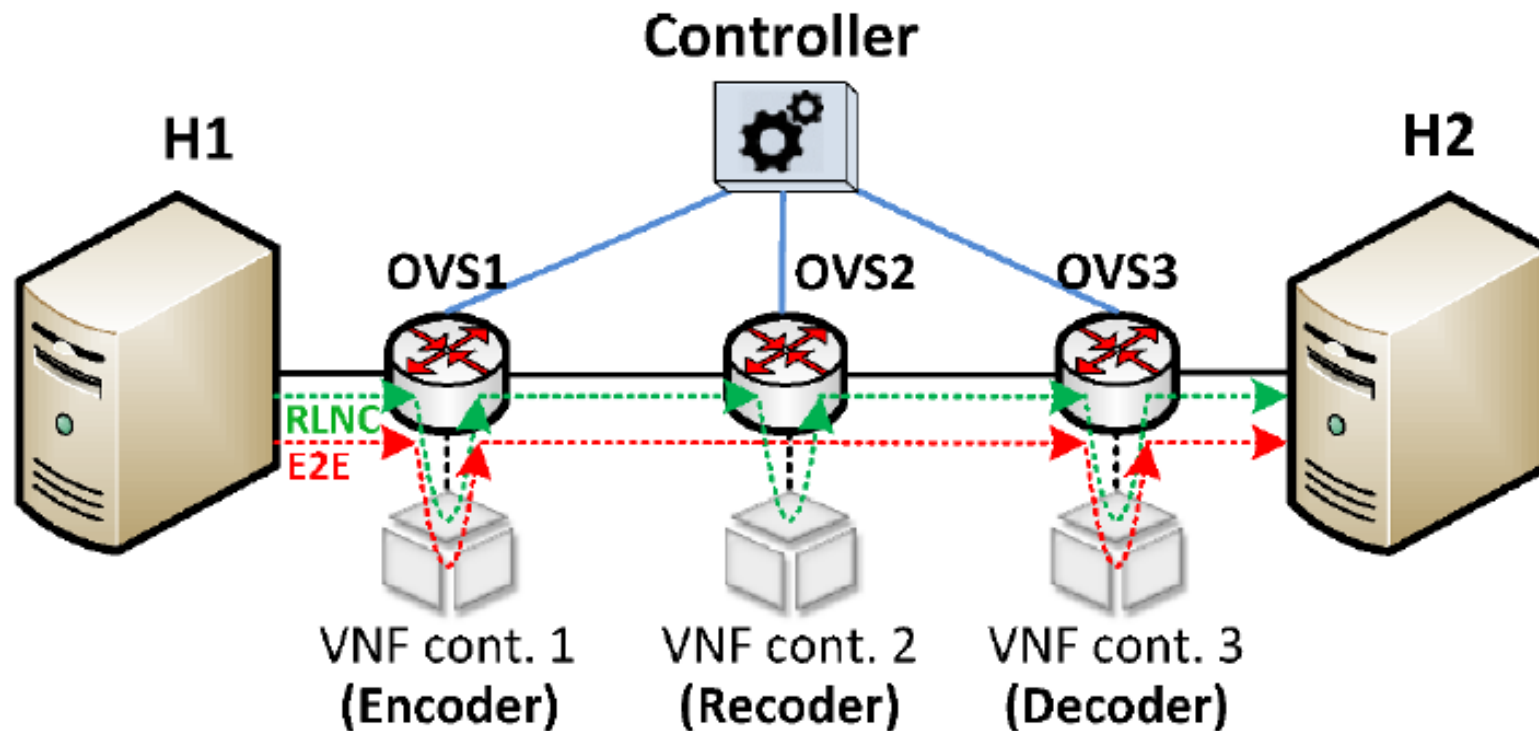 Controller
H1
H2
OVS1
OVS2
OVS3
RLNC
E2E
VNF cont. 1
(Encoder)
VNF cont. 2
(Recoder)
VNF cont. 3
(Decoder)